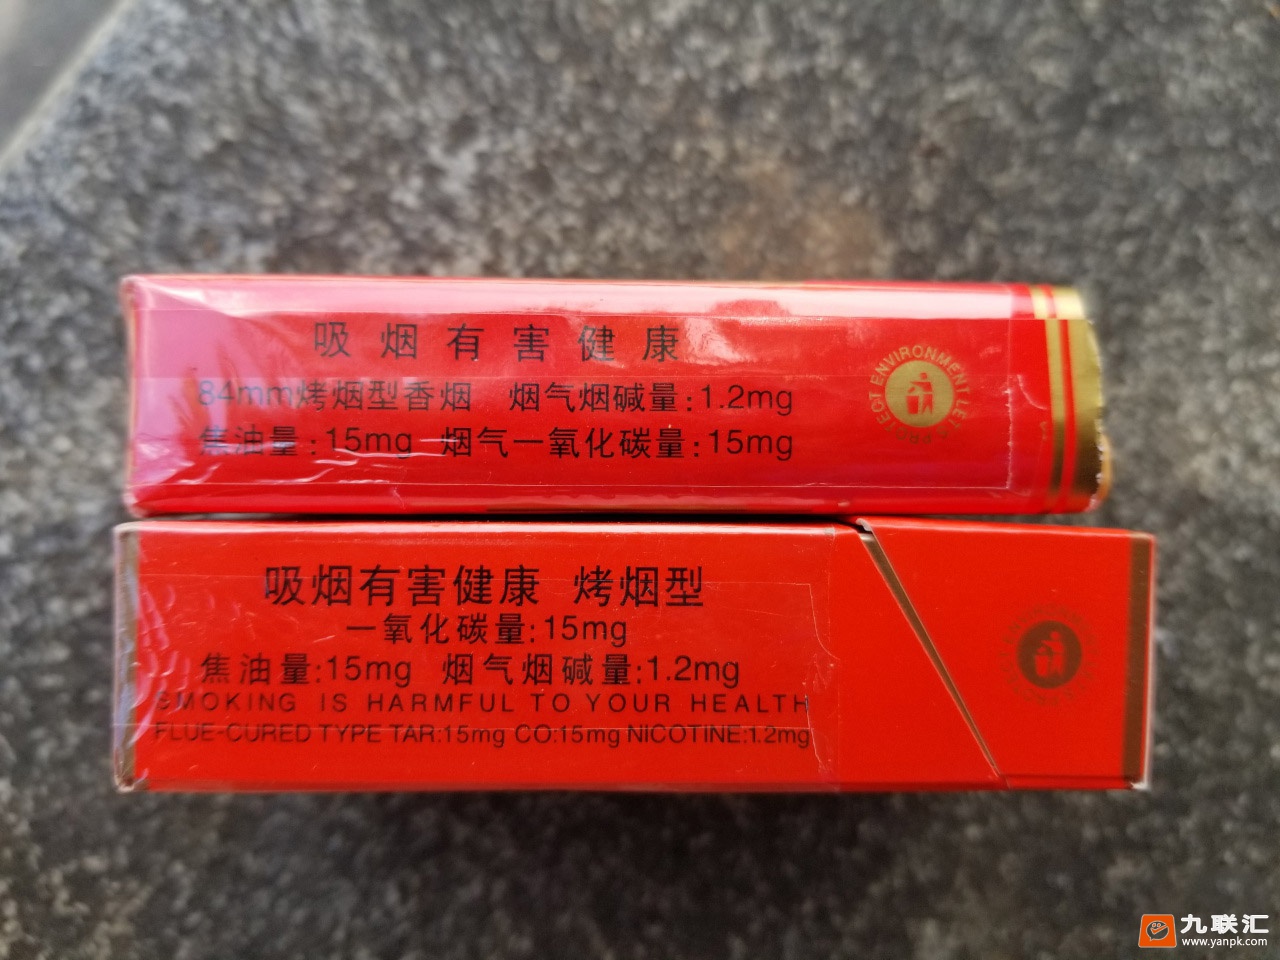 吸烟有害健康
84mm烤烟型香烟 烟气烟碱量:1.2mg
焦油量:15mg 烟气一氧化碳量:15mg
PROTECT ENVIRONMENT LET'S
吸烟有害健康 烤烟型
一氧化碳量:15mg
焦油量:15mg 烟气烟碱量:1.2mg
SMOKING IS HARMFUL TO YOUR HEALTH
FLUE-CURED TYPE TAR:15mg CO:15mg NICOTINE:1.2mg
九联汇
www.yanpk.com